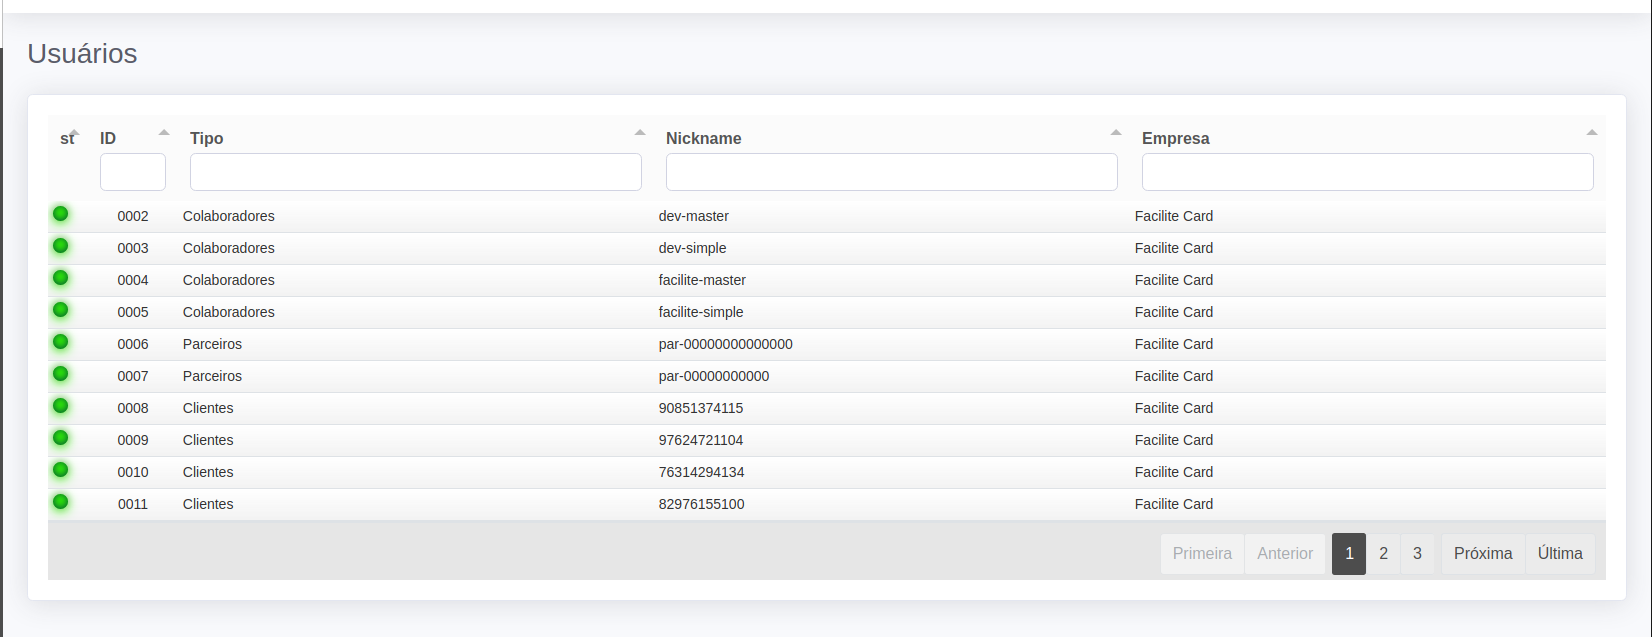 Usuários
st ID Tipo Nickname Empresa
0002 Colaboradores dev-master Facilite Card
0003 Colaboradores dev-simple Facilite Card
0004 Colaboradores facilite-master Facilite Card
0005 Colaboradores facilite-simple Facilite Card
0006 Parceiros par-00000000000000 Facilite Card
0007 Parceiros par-00000000000 Facilite Card
0008 Clientes 90851374115 Facilite Card
0009 Clientes 97624721104 Facilite Card
0010 Clientes 76314294134 Facilite Card
0011 Clientes 82976155100 Facilite Card
Primeira Anterior 1 2 3 Próxima Última